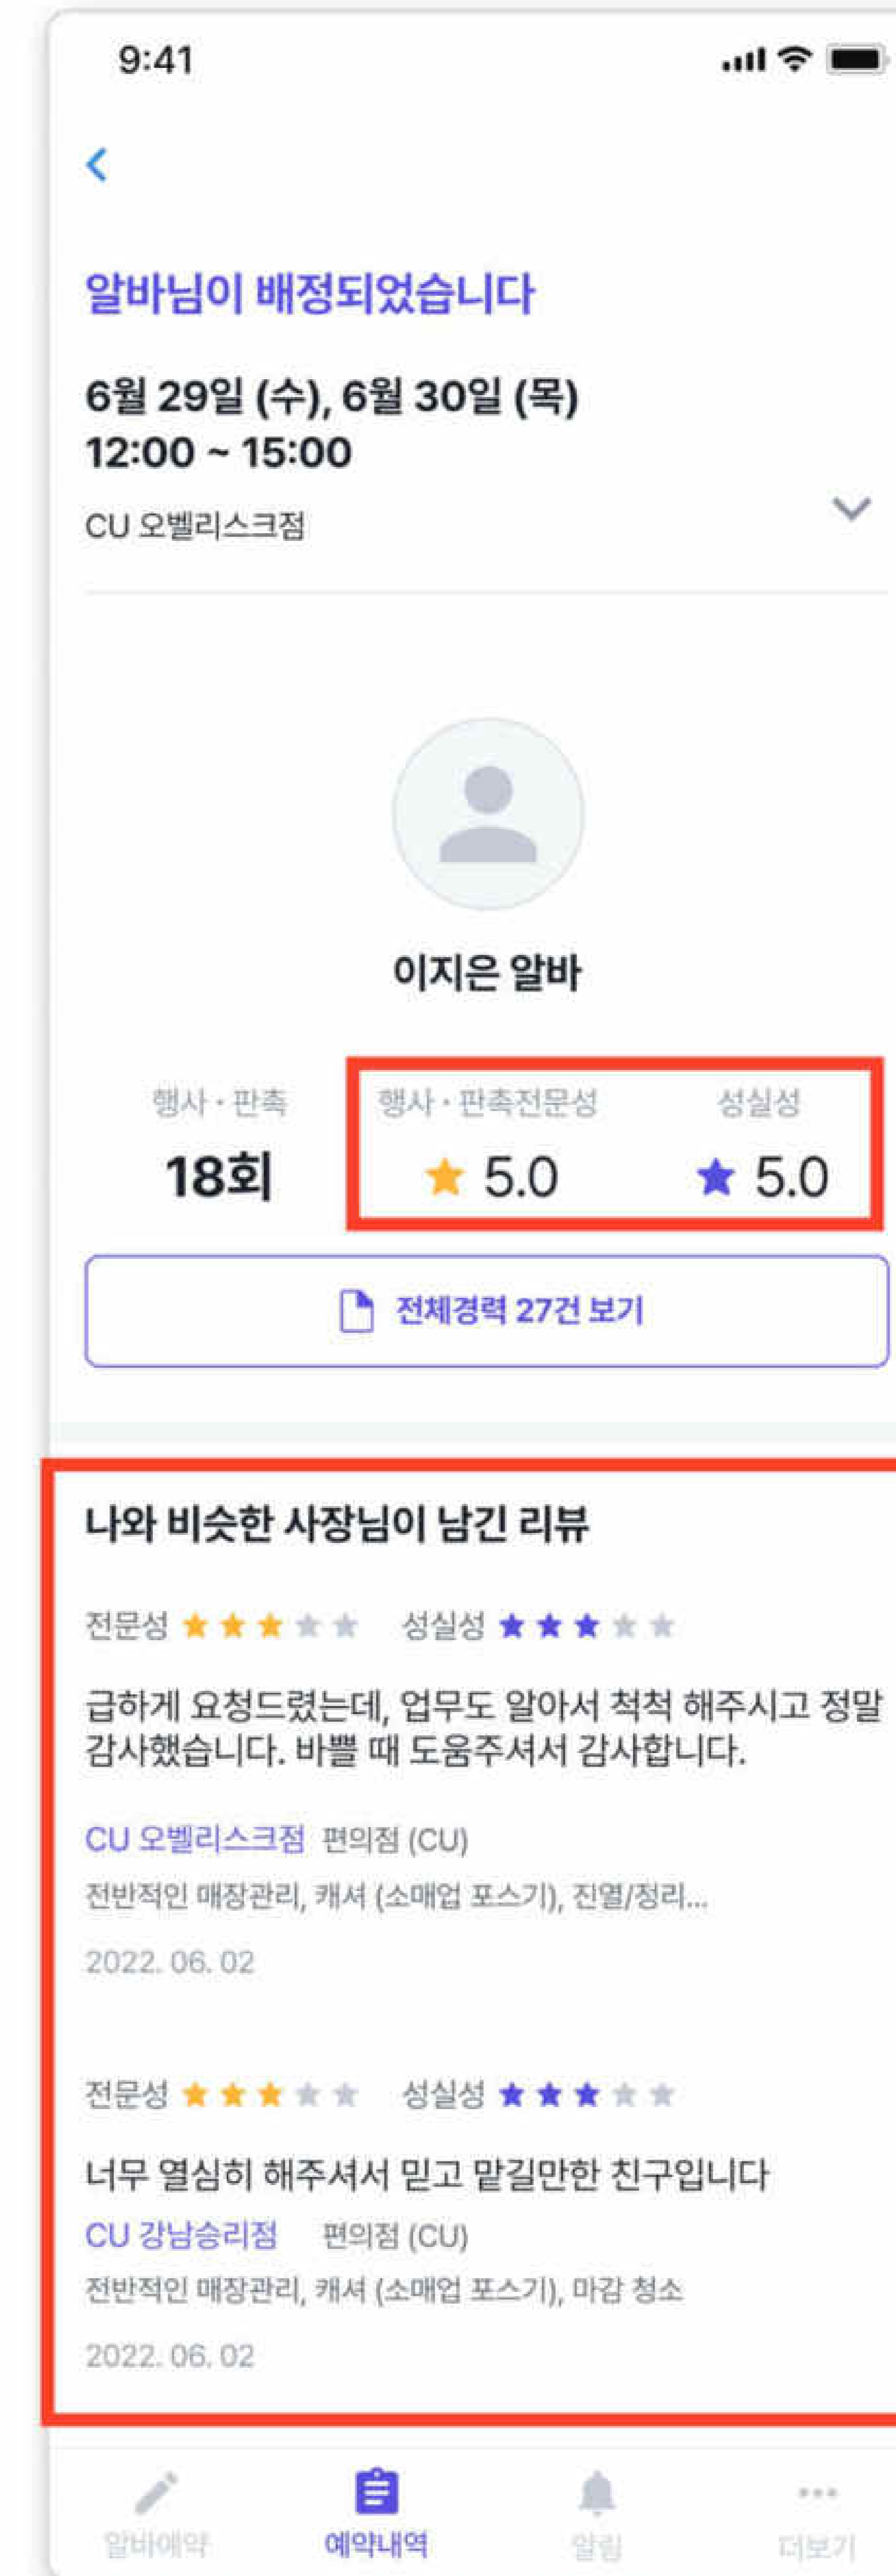 9:41
알바님이 배정되었습니다
6월 29일 (수), 6월 30일 (목)
12:00 ~ 15:00
CU 오벨리스크점
이지은 알바
행사 · 판촉
행사 · 판촉전문성
성실성
18회
5.0
5.0
전체경력 27건 보기
나와 비슷한 사장님이 남긴 리뷰
전문성 성실성
급하게 요청드렸는데, 업무도 알아서 척척 해주시고 정말
감사했습니다. 바쁠 때 도움주셔서 감사합니다.
CU 오벨리스크점 편의점 (CU)
전반적인 매장관리, 캐셔 (소매업 포스기), 진열/정리...
2022. 06. 02
전문성 성실성
너무 열심히 해주셔서 믿고 맡길만한 친구입니다
CU 강남승리점 편의점 (CU)
전반적인 매장관리, 캐셔 (소매업 포스기), 마감 청소
2022. 06. 02
알바예약
예약내역
알림
더보기